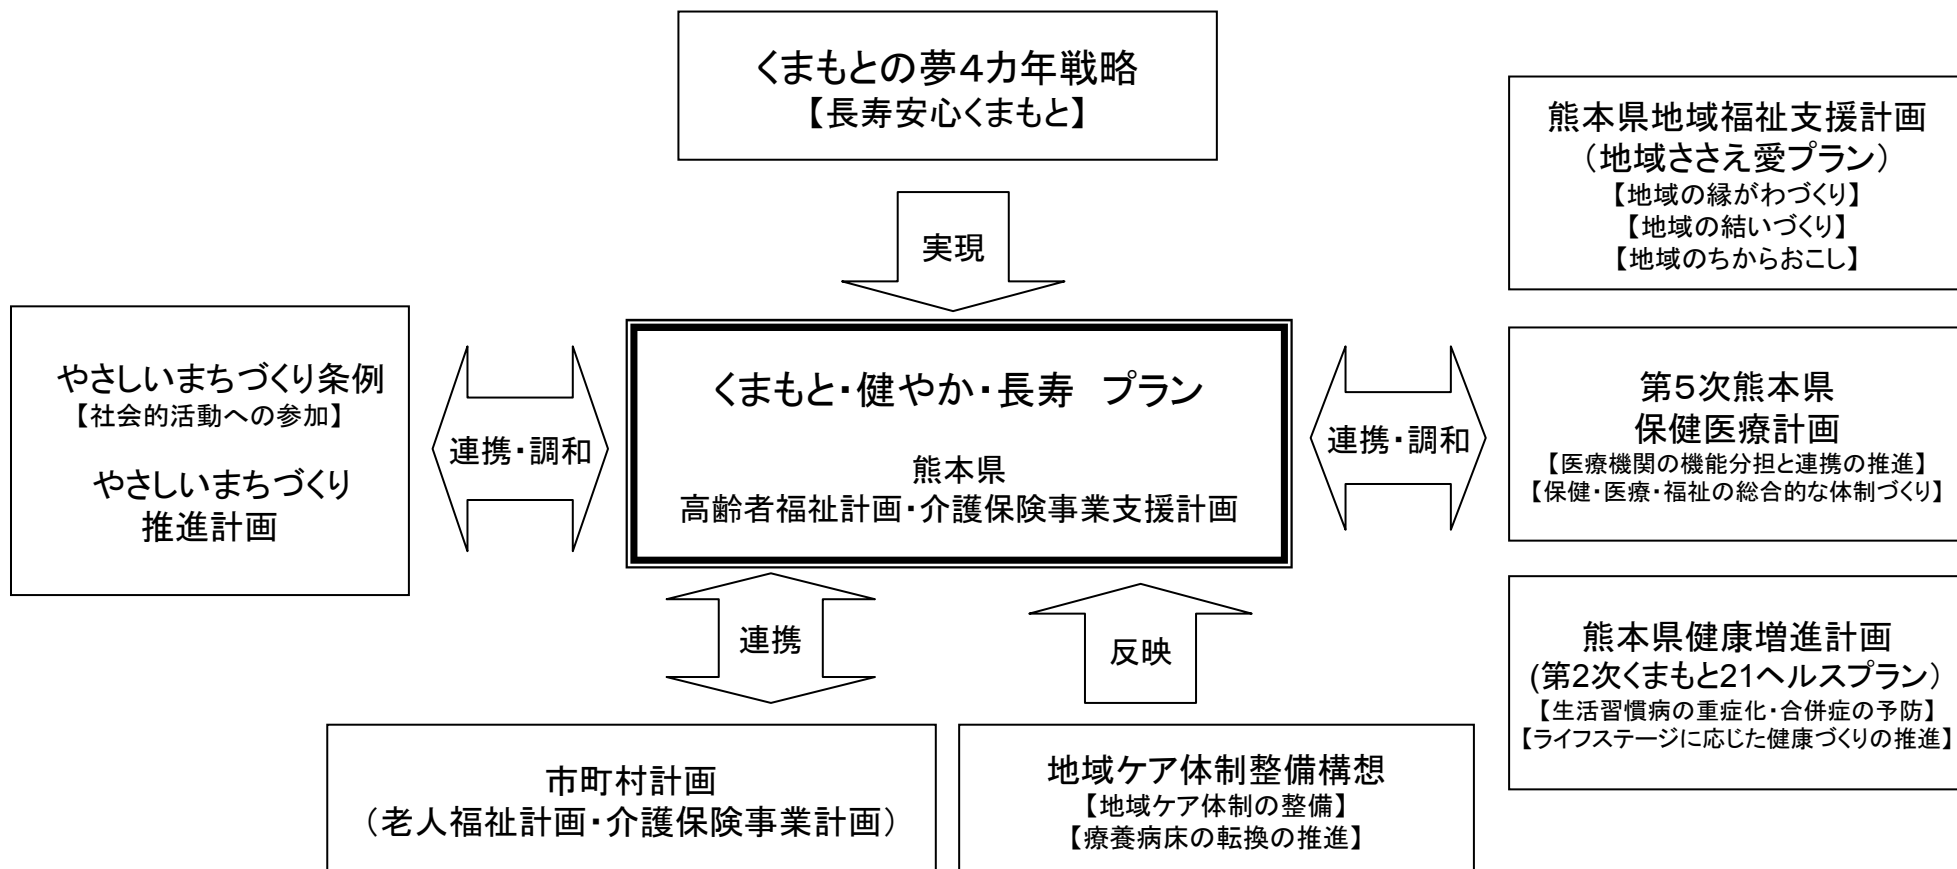 くまもとの夢4カ年戦略
【長寿安心くまもと】
実現
熊本県地域福祉支援計画
（地域ささえ愛プラン）
【地域の縁がわづくり】
【地域の結いづくり】
【地域のちからおこし】
やさしいまちづくり条例
【社会的活動への参加】
やさしいまちづくり
推進計画
連携・調和
くまもと・健やか・長寿　プラン
熊本県
高齢者福祉計画・介護保険事業支援計画
連携・調和
第5次熊本県
保健医療計画
【医療機関の機能分担と連携の推進】
【保健・医療・福祉の総合的な体制づくり】
熊本県健康増進計画
(第2次くまもと21ヘルスプラン）
【生活習慣病の重症化・合併症の予防】
【ライフステージに応じた健康づくりの推進】
連携
反映
市町村計画
（老人福祉計画・介護保険事業計画）
地域ケア体制整備構想
【地域ケア体制の整備】
【療養病床の転換の推進】